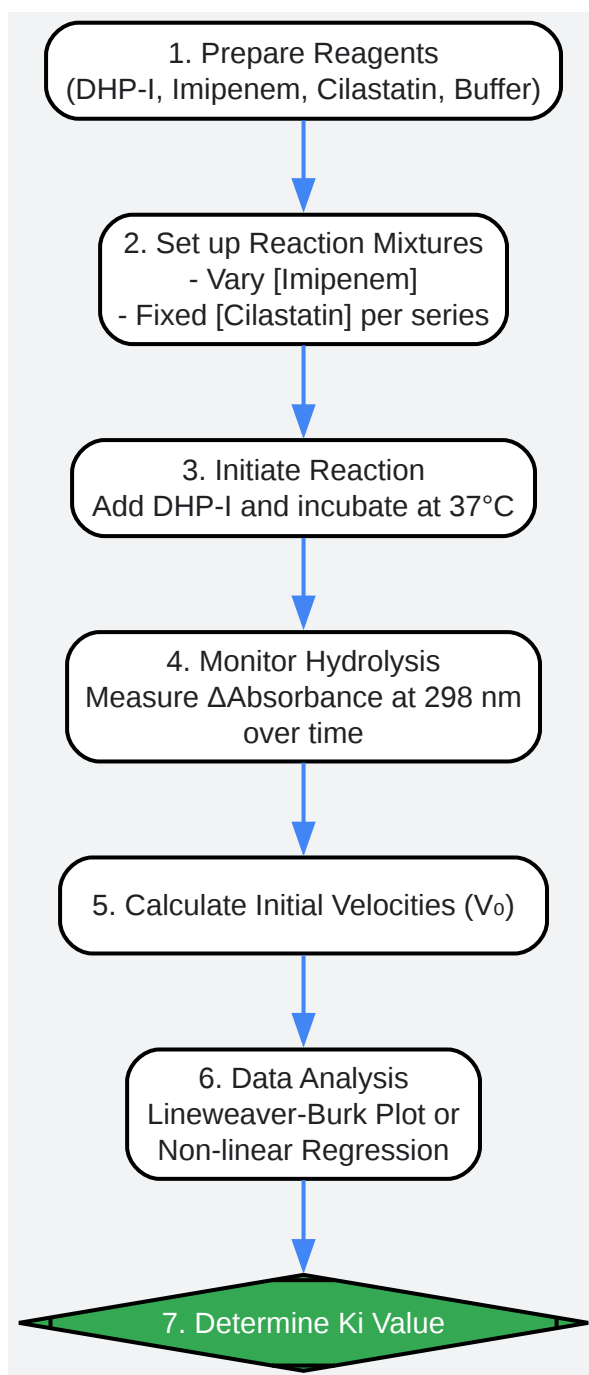 1. Prepare Reagents
(DHP-I, Imipenem, Cilastatin, Buffer)
2. Set up Reaction Mixtures
- Vary [Imipenem]
- Fixed [Cilastatin] per series
3. Initiate Reaction
Add DHP-I and incubate at 37°C
4. Monitor Hydrolysis
Measure ΔAbsorbance at 298 nm
over time
5. Calculate Initial Velocities (V₀)
6. Data Analysis
Lineweaver-Burk Plot or
Non-linear Regression
7. Determine Ki Value